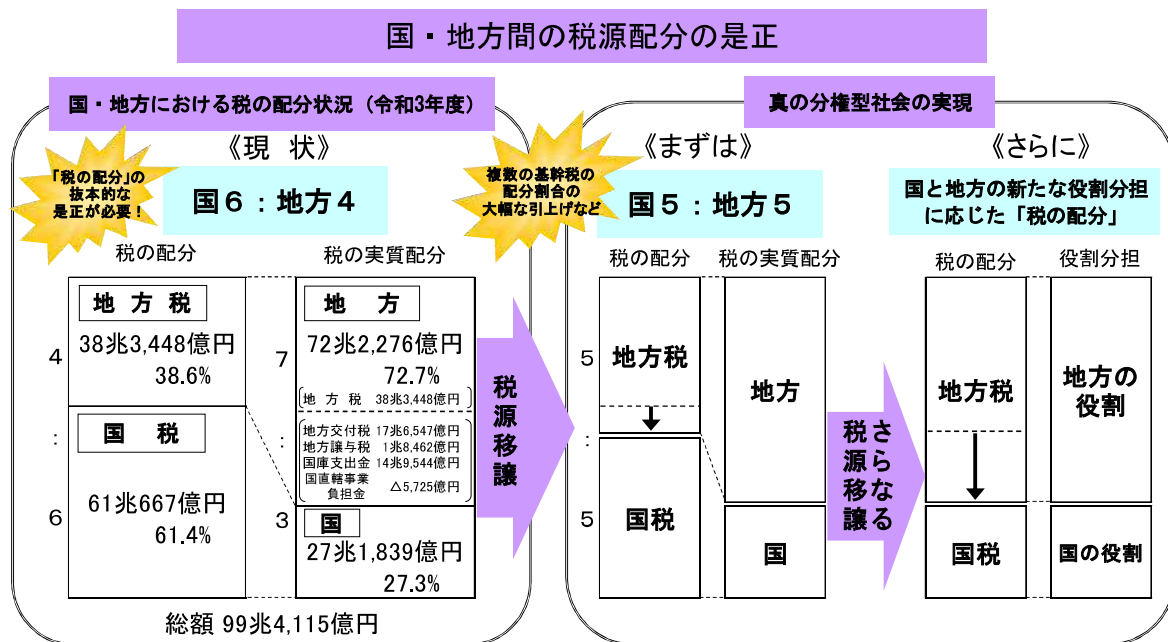 国・地方間の税源配分の是正
国・地方における税の配分状況（令和3年度）
《現 状》
「税の配分」の
抜本的な
是正が必要！
国６：地方４
税の配分
税の実質配分
4
：
6
地 方 税
38兆3,448億円
38.6%
国 税
61兆667億円
61.4%
7
：
3
地 方
72兆2,276億円
72.7%
地 方 税 38兆3,448億円
地方交付税 17兆6,547億円
地方譲与税 1兆8,462億円
国庫支出金 14兆9,544億円
国直轄事業
負担金 △5,725億円
国
27兆1,839億円
27.3%
総額 99兆4,115億円
税源移譲
真の分権型社会の実現
《まずは》
複数の基幹税の
配分割合の
大幅な引上げなど
国５：地方５
税の配分
税の実質配分
5
：
5
地方税
国税
地方
国
さらなる
税源移譲
《さらに》
国と地方の新たな役割分担
に応じた「税の配分」
税の配分
役割分担
地方税
国税
地方の
役割
国の役割